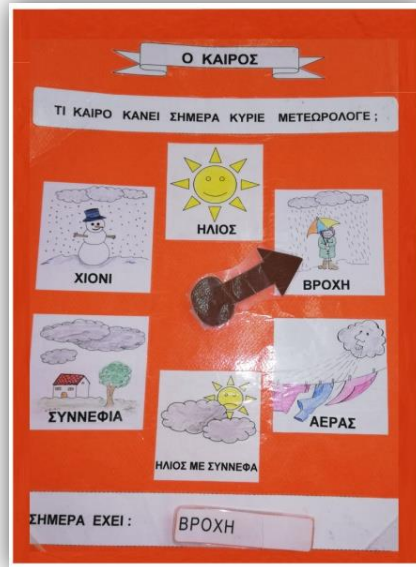 Ο ΚΑΙΡΟΣ
ΤΙ ΚΑΙΡΟ ΚΑΝΕΙ ΣΗΜΕΡΑ ΚΥΡΙΕ ΜΕΤΕΩΡΟΛΟΓΕ ;
ΗΛΙΟΣ
ΧΙΟΝΙ
ΒΡΟΧΗ
ΣΥΝΝΕΦΙΑ
ΑΕΡΑΣ
ΗΛΙΟΣ ΜΕ ΣΥΝΝΕΦΑ
ΣΗΜΕΡΑ ΕΧΕΙ : ΒΡΟΧΗ